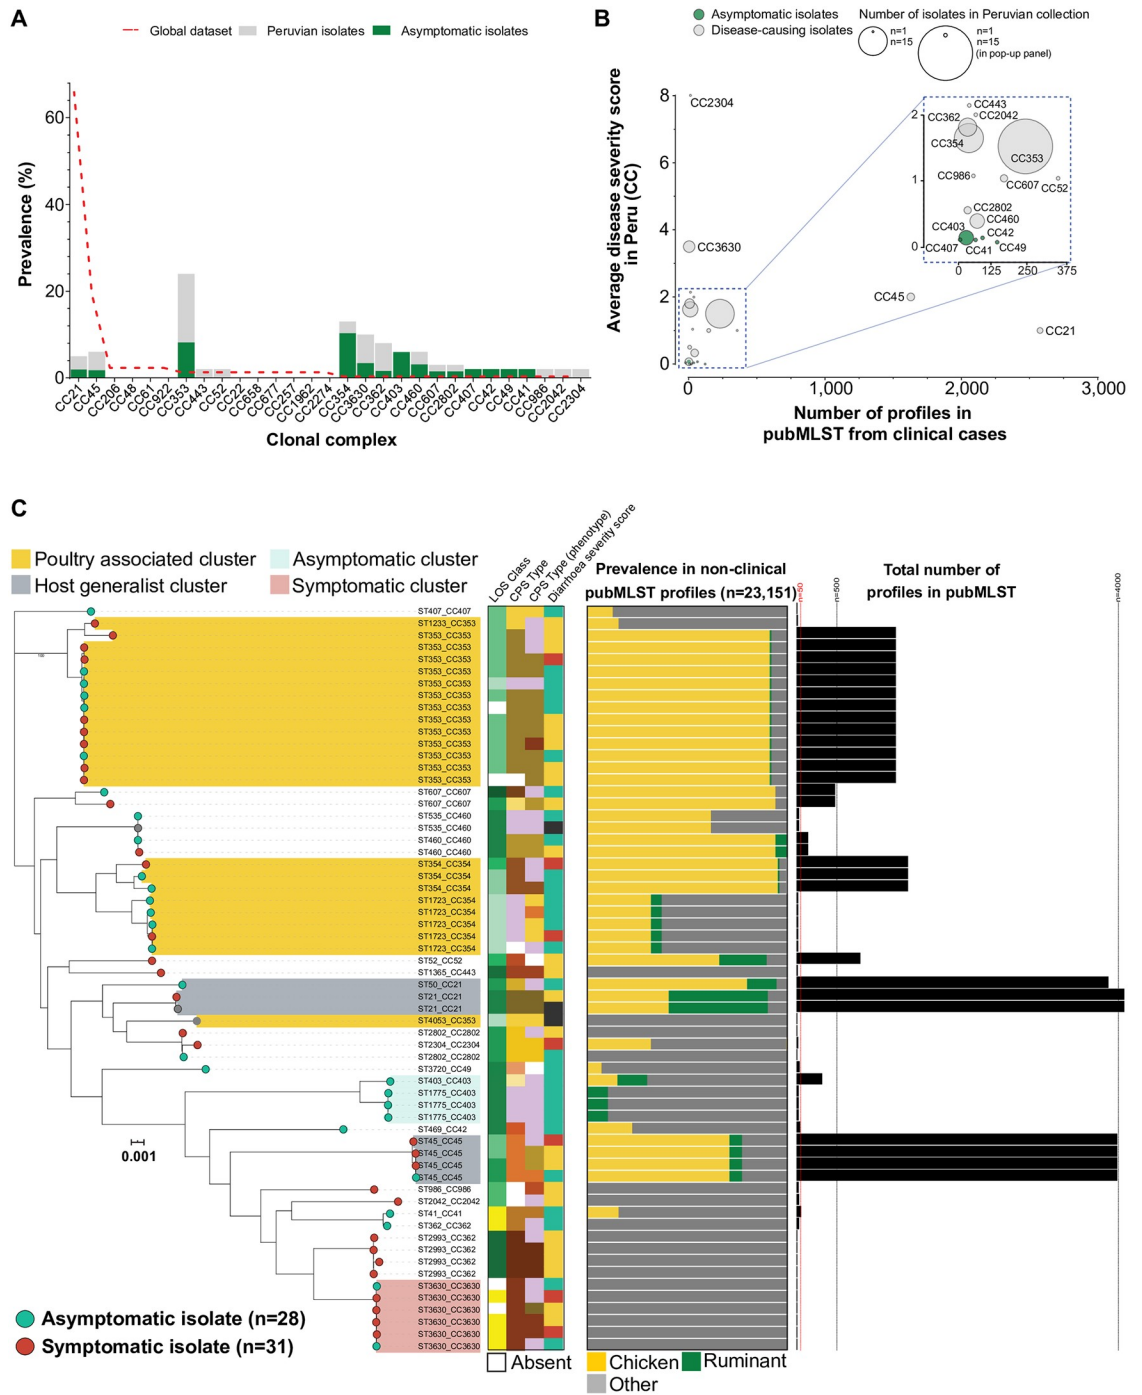 A
Global dataset
Peruvian isolates
Asymptomatic isolates
Prevalence (%)
60
40
20
0
CC21
CC45
CC206
CC48
CC61
CC922
CC353
CC443
CC52
CC22
CC658
CC677
CC257
CC1962
CC2274
CC354
CC3630
CC362
CC403
CC460
CC607
CC2802
CC407
CC42
CC49
CC41
CC986
CC2042
CC2304
Clonal complex
B
Asymptomatic isolates
Disease-causing isolates
Number of isolates in Peruvian collection
n=1
n=15
n=1
n=15
(in pop-up panel)
Average disease severity score
in Peru (CC)
8
6
4
2
0
CC2304
CC3630
CC45
CC21
2
1
0
CC443
CC2042
CC362
CC354
CC353
CC986
CC607
CC52
CC2802
CC460
CC403
CC42
CC407
CC41
CC49
0
125
250
375
0
1,000
2,000
3,000
Number of profiles in
pubMLST from clinical cases
C
Poultry associated cluster
Asymptomatic cluster
Host generalist cluster
Symptomatic cluster
LOS Class
CPS Type
CPS Type (phenotype)
Diarrhoea severity score
Prevalence in non-clinical
pubMLST profiles (n=23,151)
n=50
n=5000
Total number of
profiles in pubMLST
n=4000
ST407_CC407
ST1233_CC353
ST353_CC353
ST353_CC353
ST353_CC353
ST353_CC353
ST353_CC353
ST353_CC353
ST353_CC353
ST353_CC353
ST353_CC353
ST353_CC353
ST353_CC353
ST353_CC353
ST353_CC353
ST607_CC607
ST607_CC607
ST535_CC460
ST535_CC460
ST460_CC460
ST460_CC460
ST354_CC354
ST354_CC354
ST354_CC354
ST1723_CC354
ST1723_CC354
ST1723_CC354
ST1723_CC354
ST1723_CC354
ST52_CC52
ST1365_CC443
ST50_CC21
ST21_CC21
ST21_CC21
ST4053_CC353
ST2802_CC2802
ST2304_CC2304
ST2802_CC2802
ST3720_CC49
ST403_CC403
ST1775_CC403
ST1775_CC403
ST1775_CC403
ST469_CC42
ST45_CC45
ST45_CC45
ST45_CC45
ST45_CC45
ST986_CC986
ST2042_CC2042
ST41_CC41
ST362_CC362
ST2993_CC362
ST2993_CC362
ST2993_CC362
ST2993_CC362
ST3630_CC3630
ST3630_CC3630
ST3630_CC3630
ST3630_CC3630
ST3630_CC3630
ST3630_CC3630
0.001
Asymptomatic isolate (n=28)
Symptomatic isolate (n=31)
Absent
Chicken
Ruminant
Other